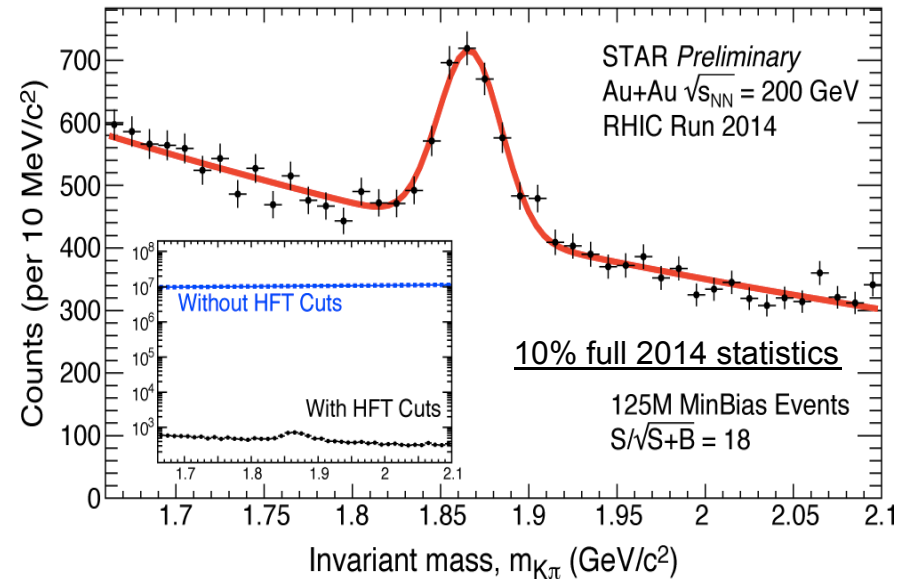 Counts (per 10 MeV/c²)
700
600
500
400
300
200
100
0
1.7
1.75
1.8
1.85
1.9
1.95
2
2.05
2.1
Invariant mass, m_Kπ (GeV/c²)
STAR Preliminary
Au+Au √s_NN = 200 GeV
RHIC Run 2014
10% full 2014 statistics
125M MinBias Events
S/√S+B = 18
10⁸
10⁷
10⁶
10⁵
10⁴
10³
Without HFT Cuts
With HFT Cuts
1.7
1.8
1.9
2
2.1